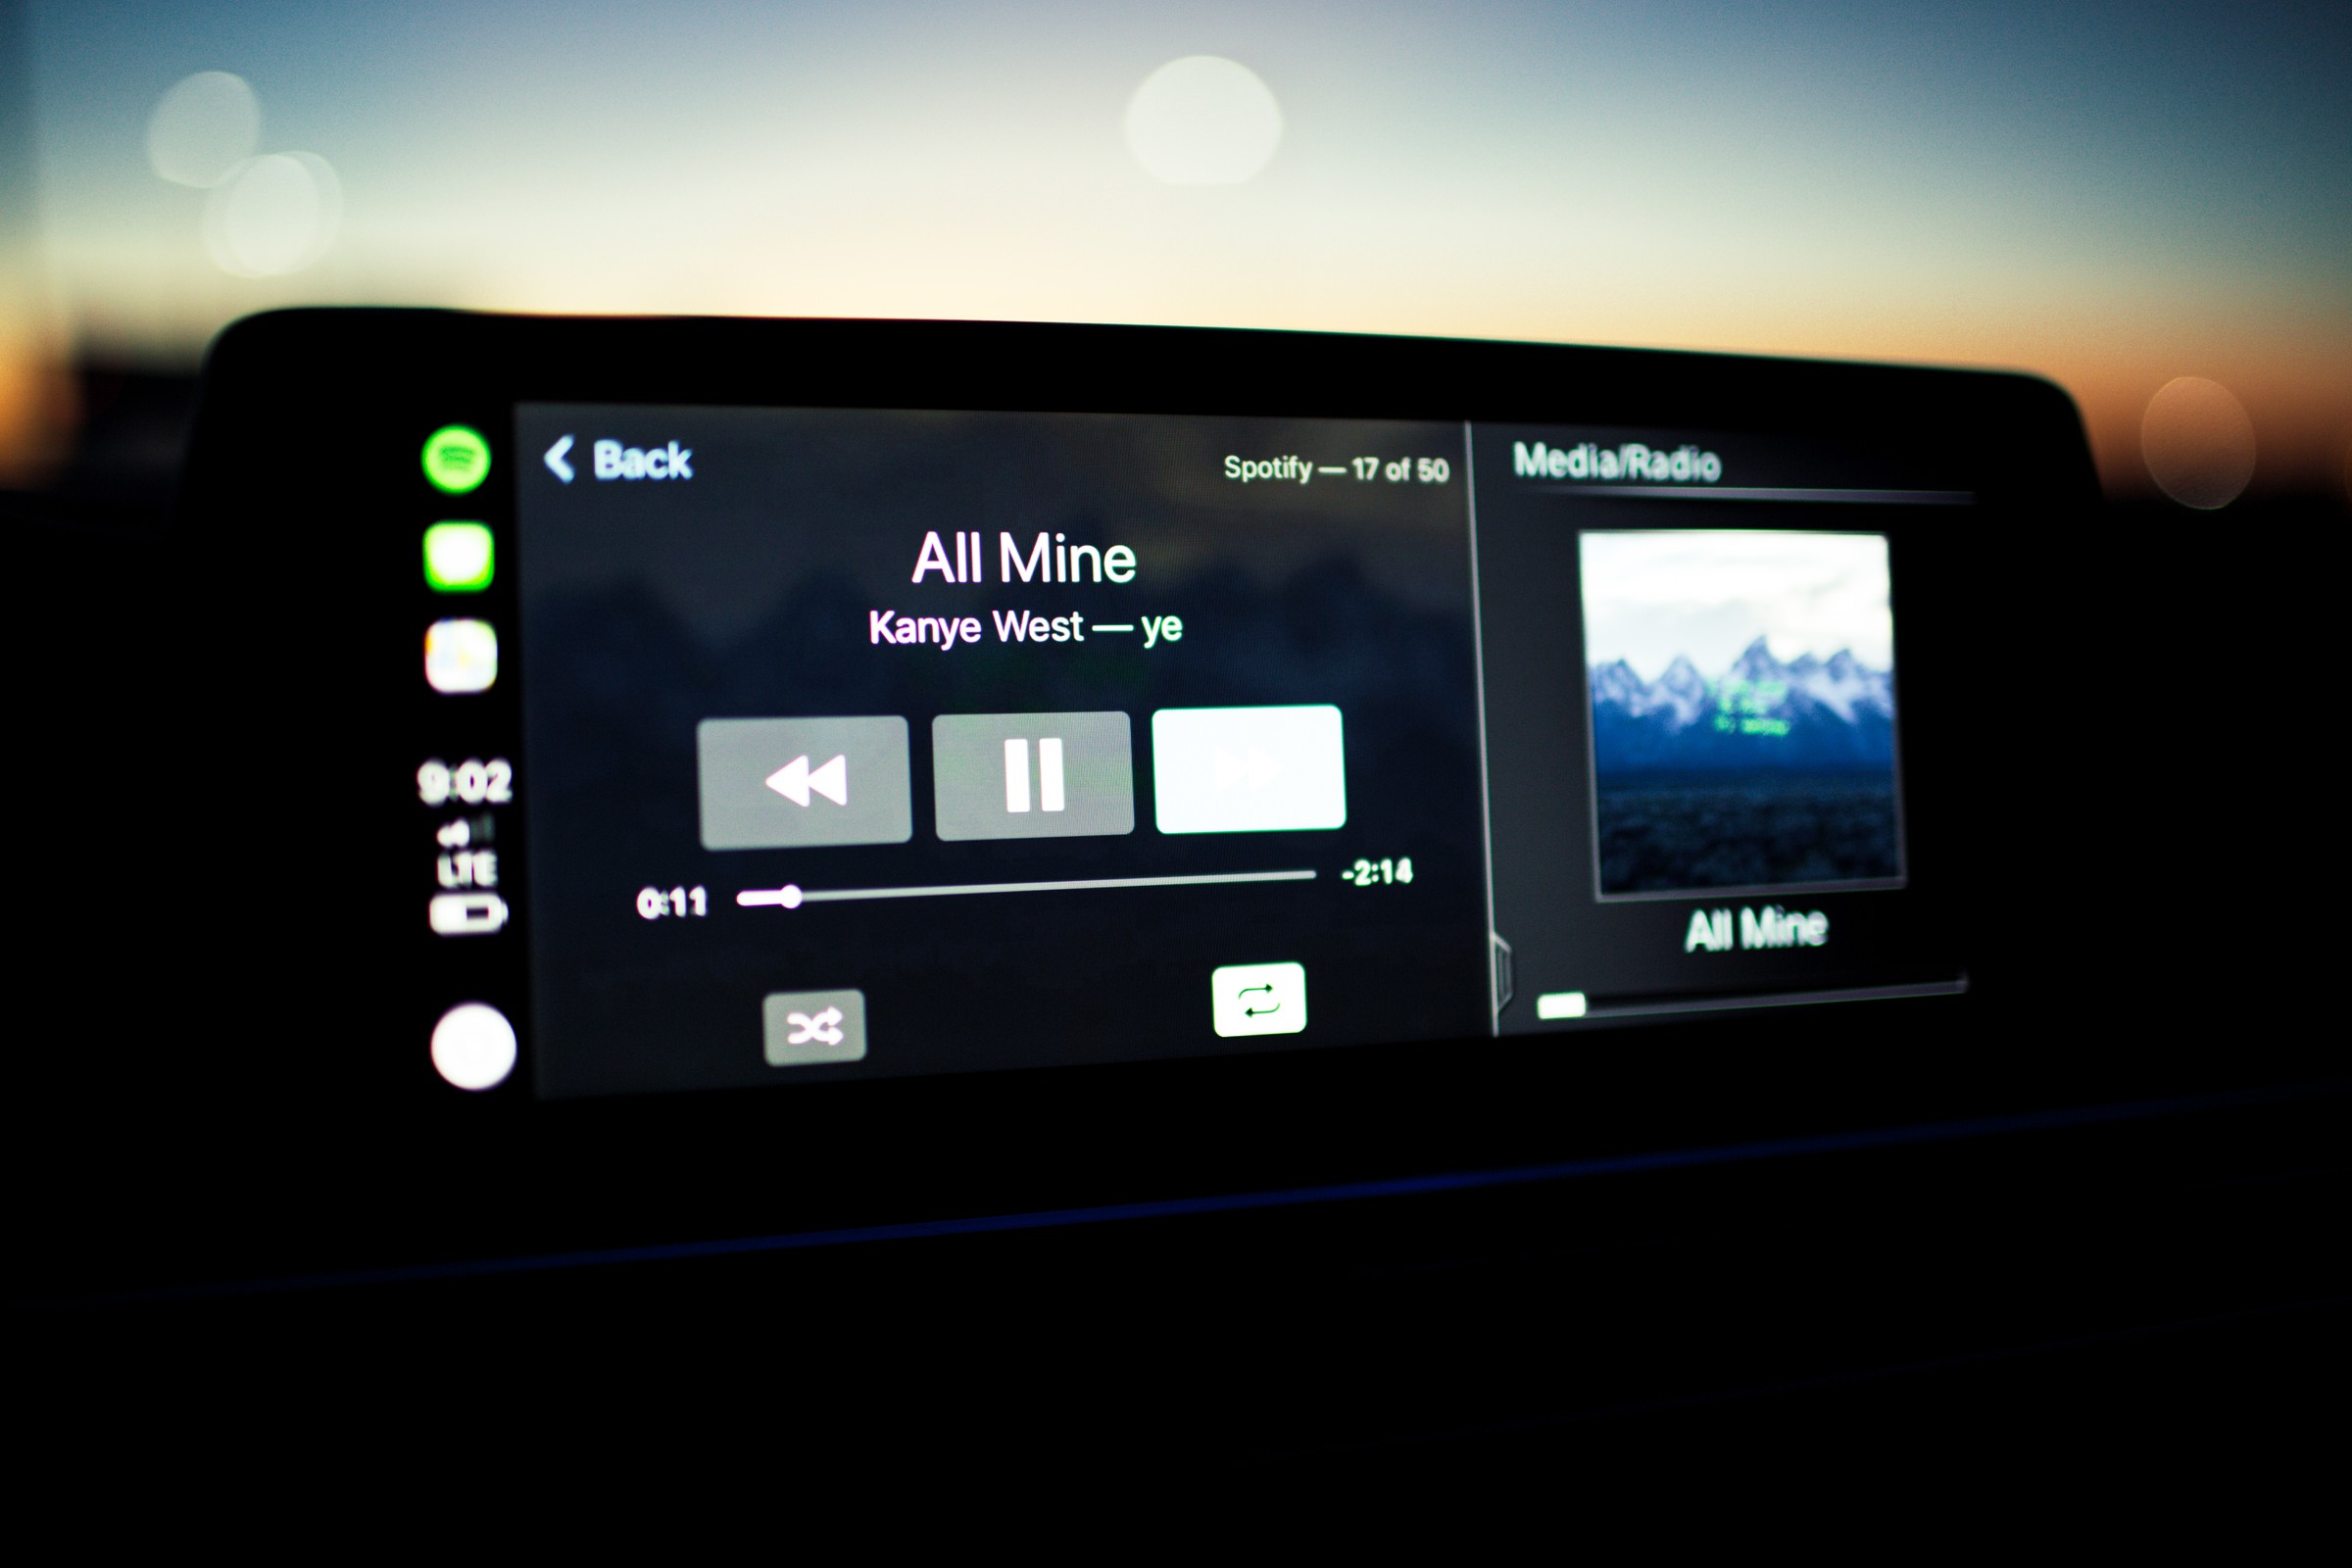 Back
Spotify — 17 of 50
All Mine
Kanye West — ye
0:11
-2:14
9:02
LTE
Media/Radio
All Mine